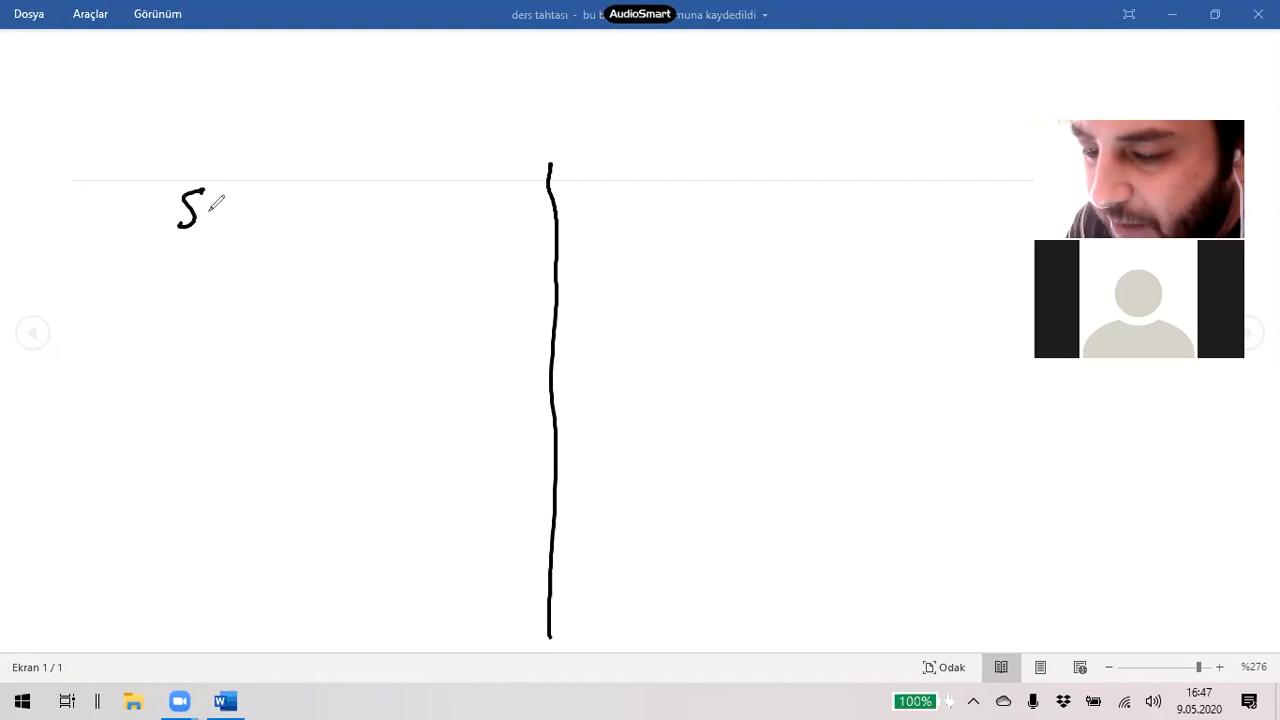 Dosya Araçlar Görünüm
ders tahtası - bu b
AudioSmart
muna kaydedildi
S
Ekran 1 / 1
Odak
%276
W
100%
16:47
9.05.2020